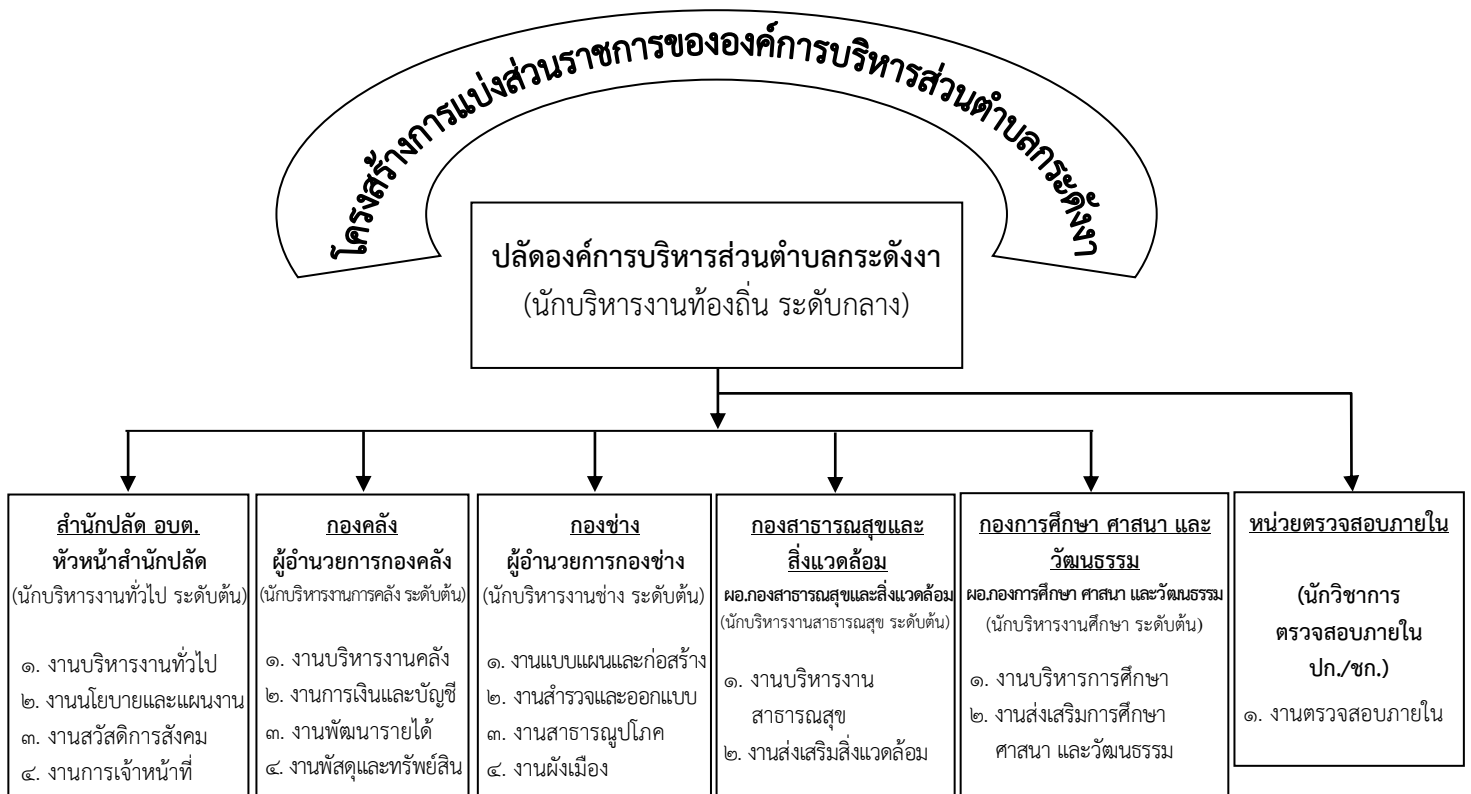 โครงสร้างการแบ่งส่วนราชการขององค์การบริหารส่วนตำบลกระดังงา
ปลัดองค์การบริหารส่วนตำบลกระดังงา
(นักบริหารงานท้องถิ่น ระดับกลาง)
สำนักปลัด อบต.
หัวหน้าสำนักปลัด
(นักบริหารงานทั่วไป ระดับต้น)
๑. งานบริหารงานทั่วไป
๒. งานนโยบายและแผนงาน
๓. งานสวัสดิการสังคม
๔. งานการเจ้าหน้าที่
กองคลัง
ผู้อำนวยการกองคลัง
(นักบริหารงานการคลัง ระดับต้น)
๑. งานบริหารงานคลัง
๒. งานการเงินและบัญชี
๓. งานพัฒนารายได้
๔. งานพัสดุและทรัพย์สิน
กองช่าง
ผู้อำนวยการกองช่าง
(นักบริหารงานช่าง ระดับต้น)
๑. งานแบบแผนและก่อสร้าง
๒. งานสำรวจและออกแบบ
๓. งานสาธารณูปโภค
๔. งานผังเมือง
กองสาธารณสุขและ
สิ่งแวดล้อม
ผอ.กองสาธารณสุขและสิ่งแวดล้อม
(นักบริหารงานสาธารณสุข ระดับต้น)
๑. งานบริหารงาน
สาธารณสุข
๒. งานส่งเสริมสิ่งแวดล้อม
กองการศึกษา ศาสนา และ
วัฒนธรรม
ผอ.กองการศึกษา ศาสนา และวัฒนธรรม
(นักบริหารงานศึกษา ระดับต้น)
๑. งานบริหารการศึกษา
๒. งานส่งเสริมการศึกษา
ศาสนา และวัฒนธรรม
หน่วยตรวจสอบภายใน
(นักวิชาการ
ตรวจสอบภายใน
ปก./ชก.)
๑. งานตรวจสอบภายใน